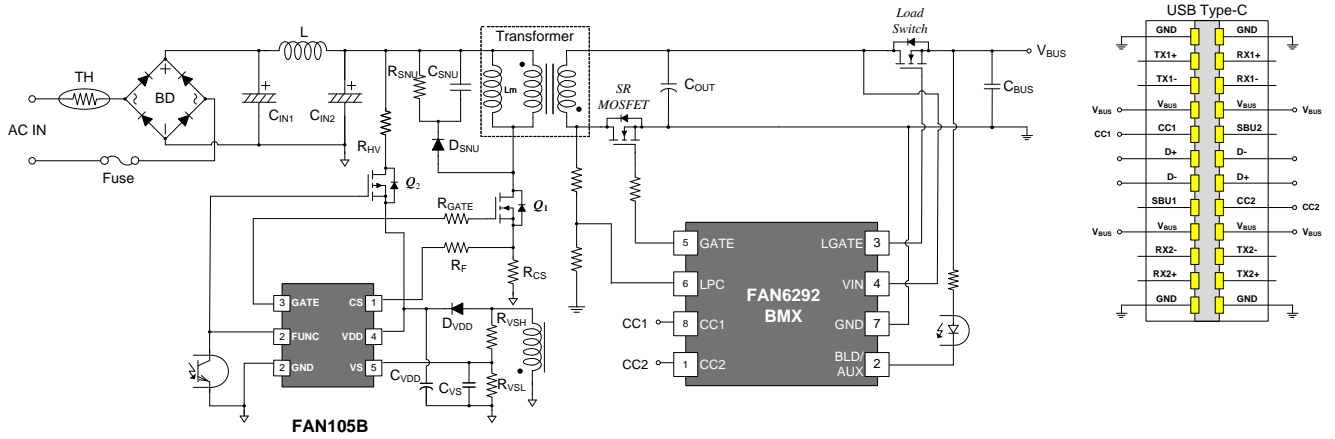 USB Type-C
Load
Switch
L
Transformer
GND
GND
V_BUS
TX1+
RX1+
R_SNU
C_SNU
TH
BD
Lm
SR
MOSFET
C_OUT
C_BUS
TX1-
RX1-
C_IN1
C_IN2
V_BUS
V_BUS
V_BUS
V_BUS
AC IN
CC1
CC1
SBU2
R_HV
D_SNU
D+
D-
Fuse
Q2
D-
D+
R_GATE
Q1
SBU1
CC2
CC2
V_BUS
V_BUS
V_BUS
V_BUS
5
GATE
LGATE
3
R_F
R_CS
RX2-
TX2-
6
LPC
FAN6292
BMX
VIN
4
RX2+
TX2+
3
GATE
CS
1
GND
GND
D_VDD
R_VSH
CC1
8
CC1
GND
7
2
FUNC
VDD
4
CC2
1
CC2
BLD/
AUX
2
2
GND
VS
5
C_VDD
C_VS
R_VSL
FAN105B